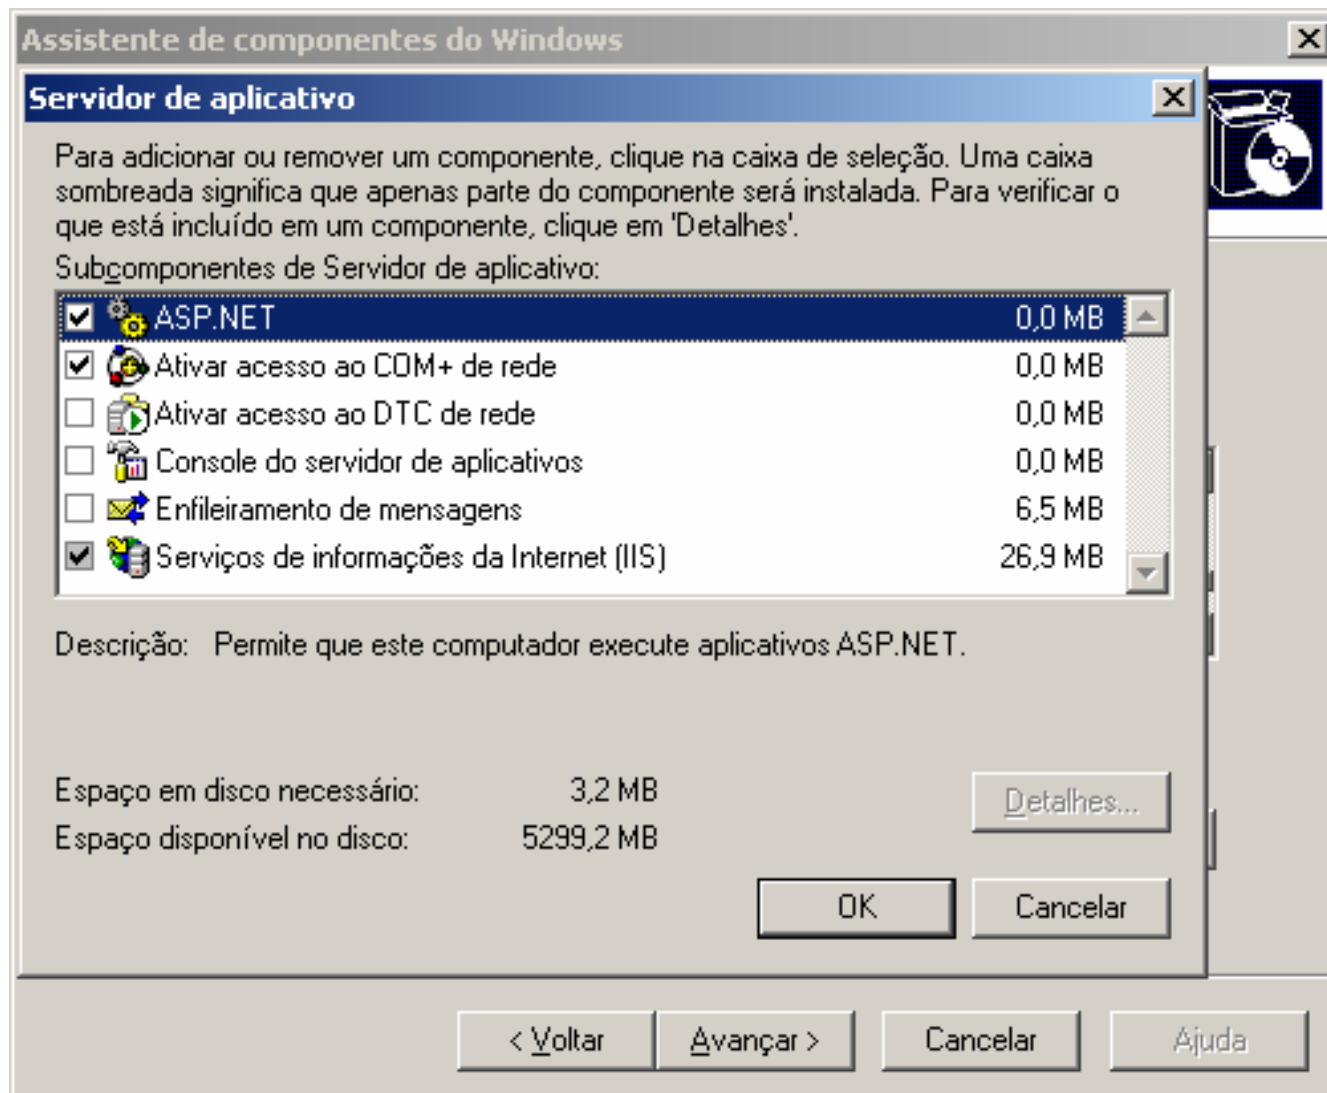 Assistente de componentes do Windows
Servidor de aplicativo
Para adicionar ou remover um componente, clique na caixa de seleção. Uma caixa
sombreada significa que apenas parte do componente será instalada. Para verificar o
que está incluído em um componente, clique em 'Detalhes'.
Subcomponentes de Servidor de aplicativo:
ASP.NET 0,0 MB
Ativar acesso ao COM+ de rede 0,0 MB
Ativar acesso ao DTC de rede 0,0 MB
Console do servidor de aplicativos 0,0 MB
Enfileiramento de mensagens 6,5 MB
Serviços de informações da Internet (IIS) 26,9 MB
Descrição: Permite que este computador execute aplicativos ASP.NET.
Espaço em disco necessário: 3,2 MB
Detalhes...
Espaço disponível no disco: 5299,2 MB
OK Cancelar
< Voltar Avançar > Cancelar Ajuda